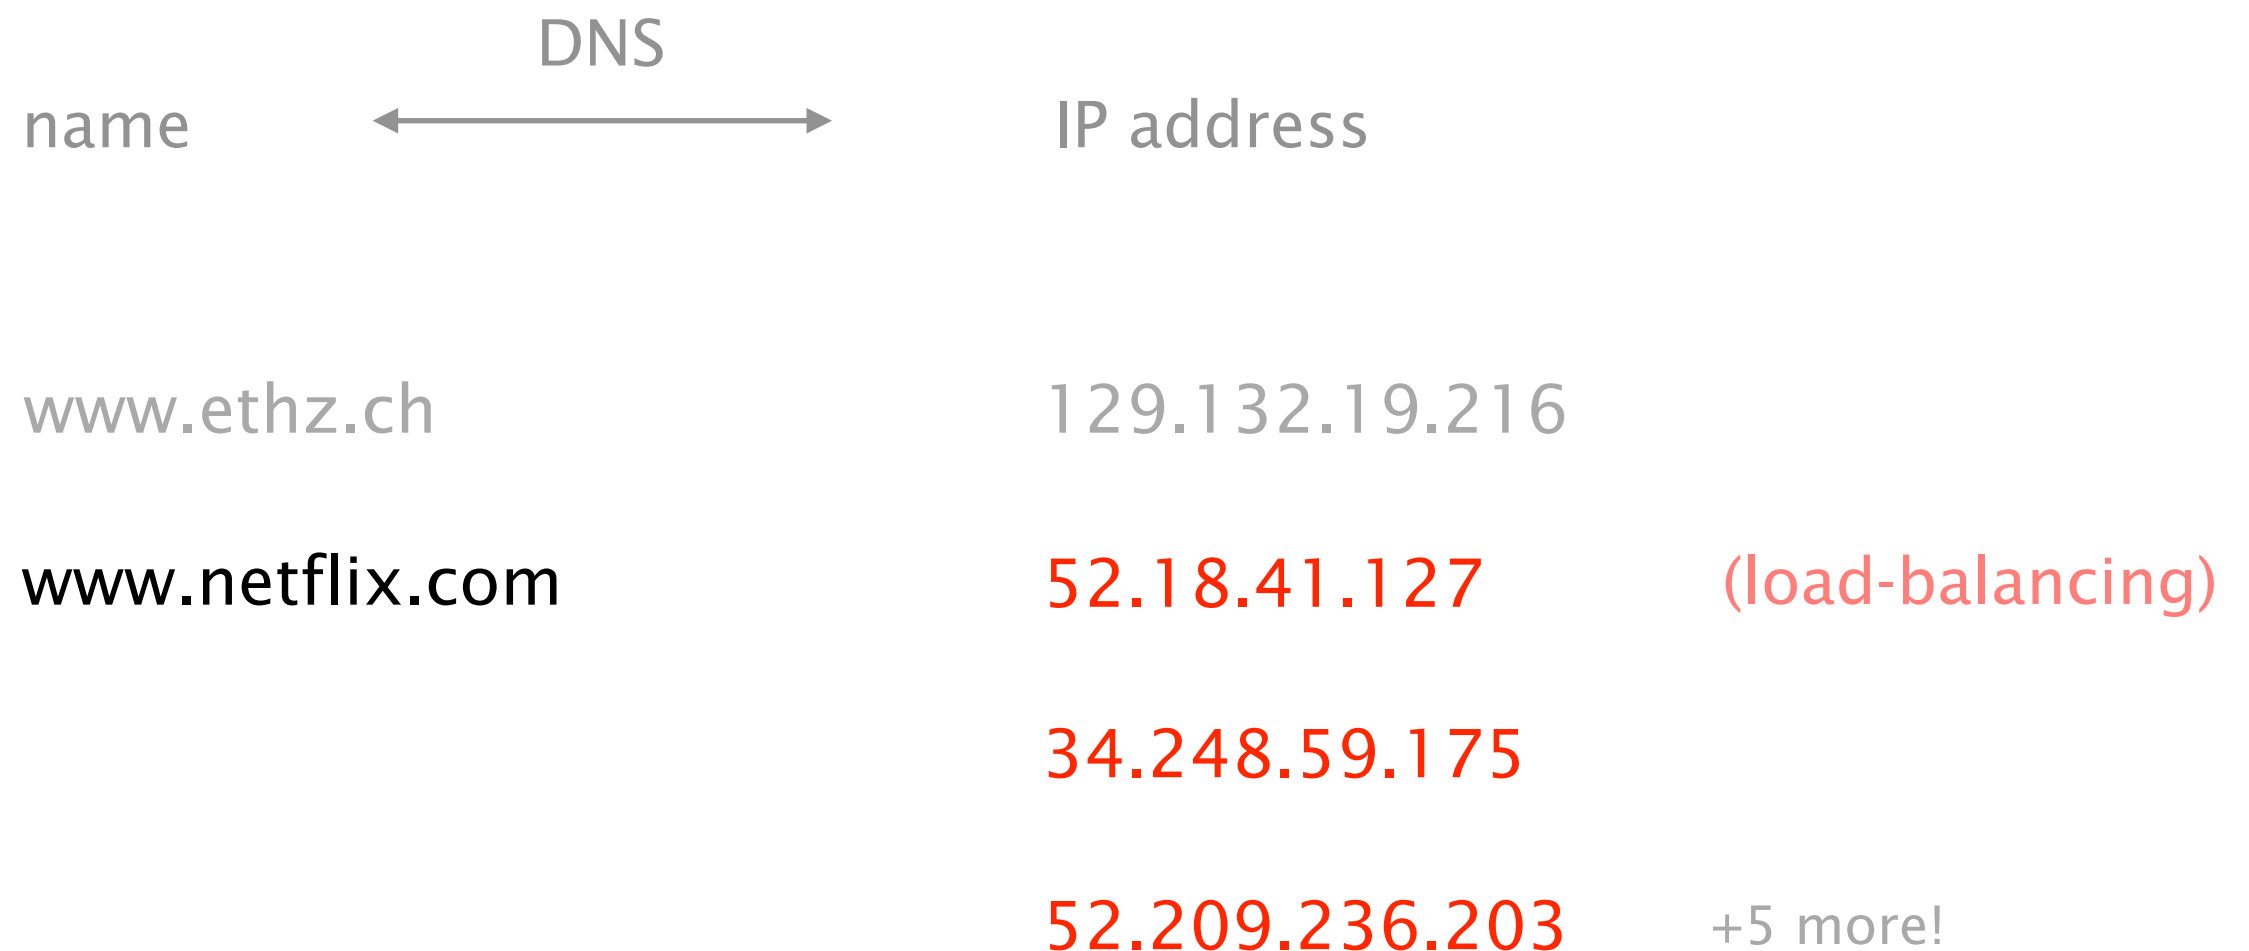 DNS
name IP address
www.ethz.ch 129.132.19.216
www.netflix.com 52.18.41.127 (load-balancing)
34.248.59.175
52.209.236.203 +5 more!